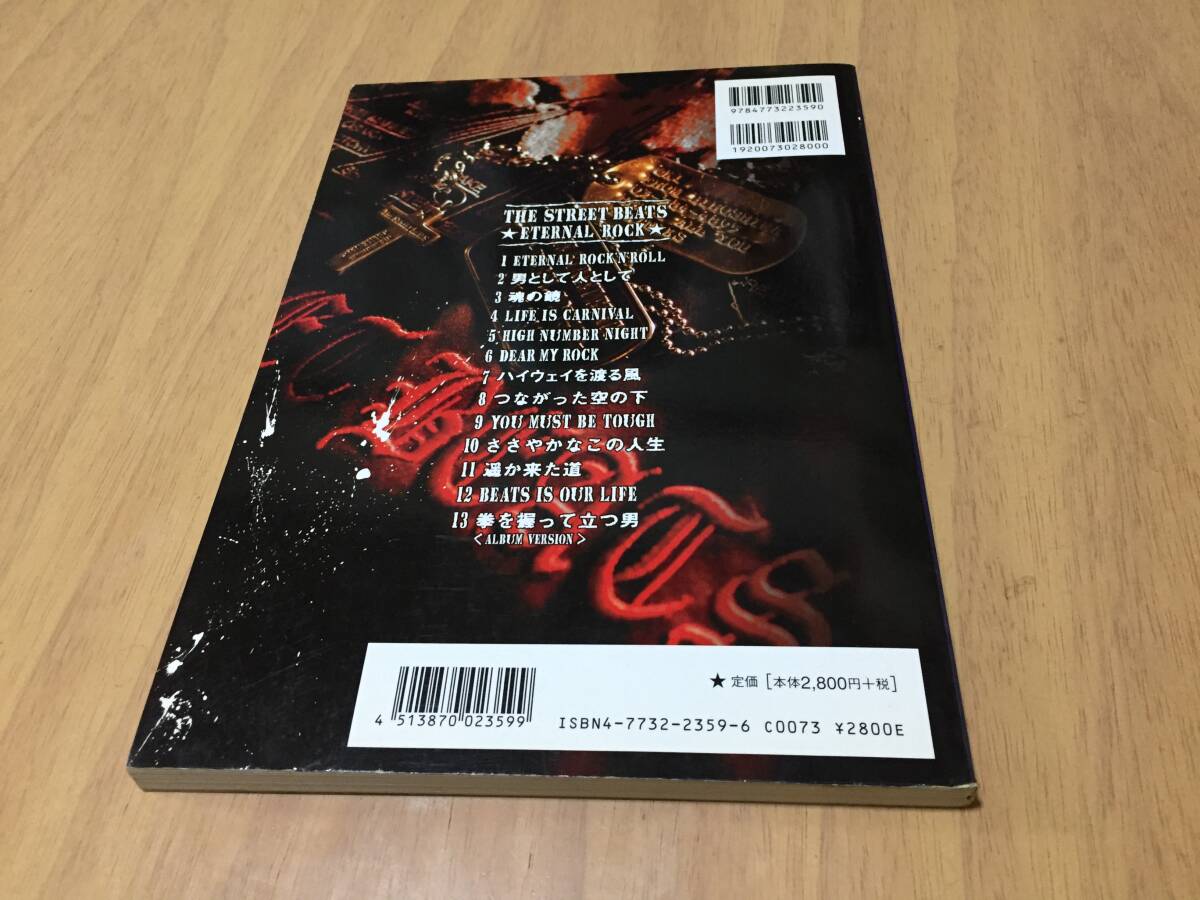 9784773223590
1920073028000
THE STREET BEATS
★ETERNAL ROCK★
1 ETERNAL ROCK'N'ROLL
2 男として人として
3 魂の鏡
4 LIFE IS CARNIVAL
5 HIGH NUMBER NIGHT
6 DEAR MY ROCK
7 ハイウェイを渡る風
8 つながった空の下
9 YOU MUST BE TOUGH
10 ささやかなこの人生
11 遥か来た道
12 BEATS IS OUR LIFE
13 拳を握って立つ男
<ALBUM VERSION>
★ 定価 [本体2,800円+税]
4 513870 023599
ISBN4-7732-2359-6 C0073 ¥2800E